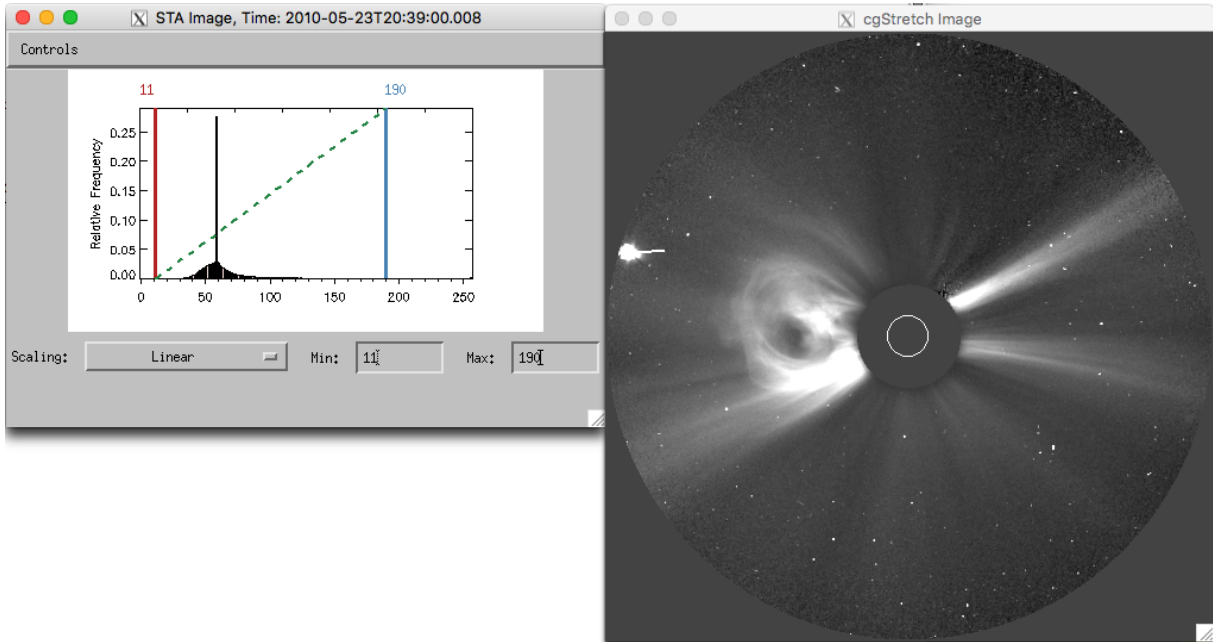 STA Image, Time: 2010-05-23T20:39:00.008
Controls
11 190
Relative Frequency
0.25
0.20
0.15
0.10
0.05
0.00
0 50 100 150 200 250
Scaling: Linear Min: 11 Max: 190
cgStretch Image